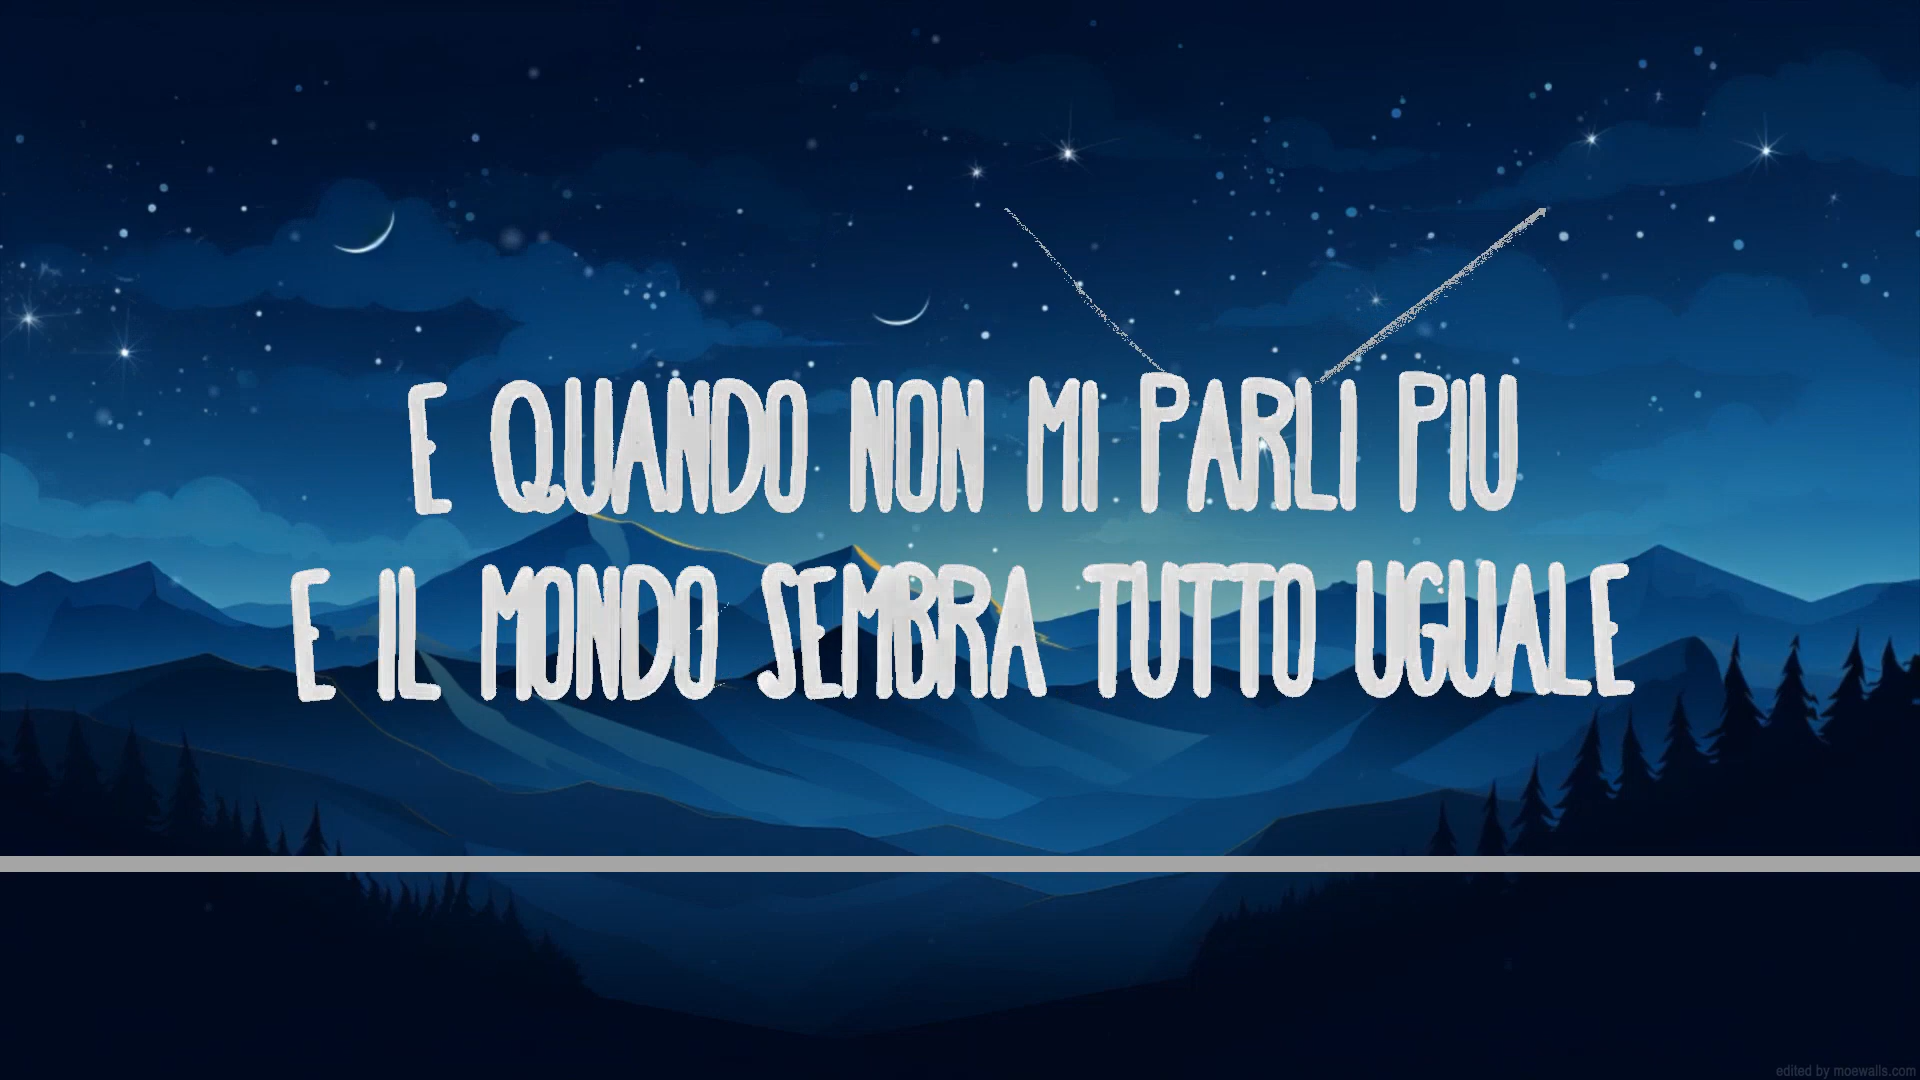 E QUANDO NON MI PARLI PIU
E IL MONDO SEMBRA TUTTO UGUALE
edited by moewalls.com